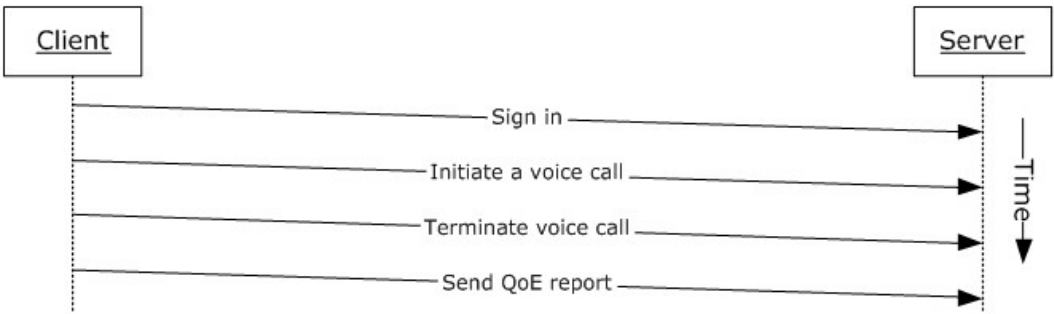 Client
Server
Sign in
Initiate a voice call
Terminate voice call
Send QoE report
Time